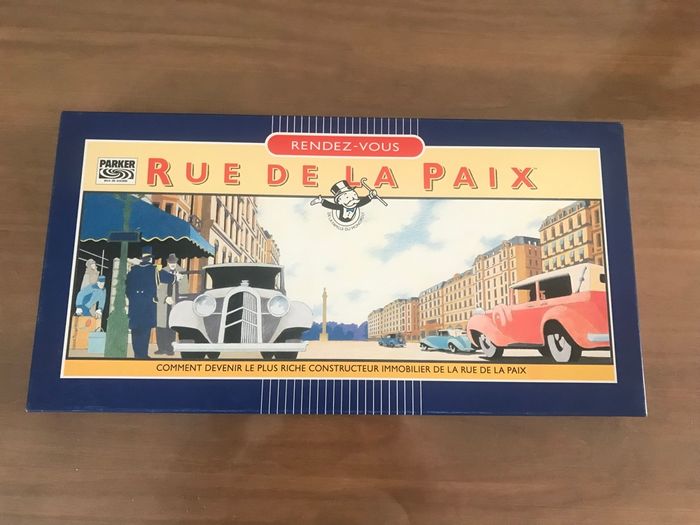 RENDEZ-VOUS
PARKER
RUE DE LA PAIX
COMMENT DEVENIR LE PLUS RICHE CONSTRUCTEUR IMMOBILIER DE LA RUE DE LA PAIX